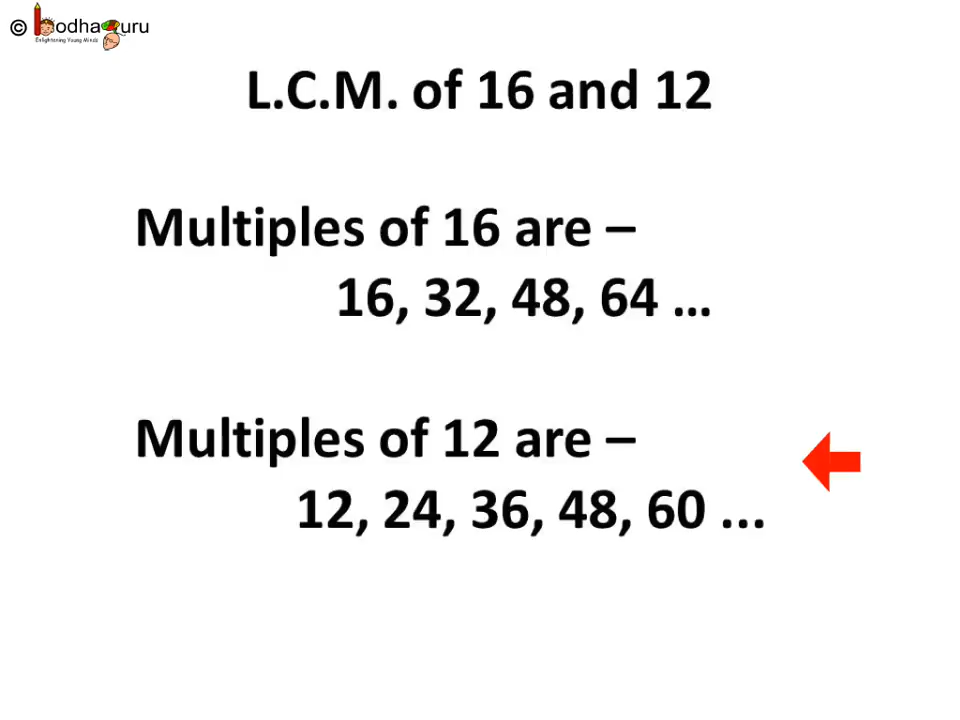 © BodhaGuru
Enlightening Young Minds
L.C.M. of 16 and 12
Multiples of 16 are –
16, 32, 48, 64 ...
Multiples of 12 are –
12, 24, 36, 48, 60 ...